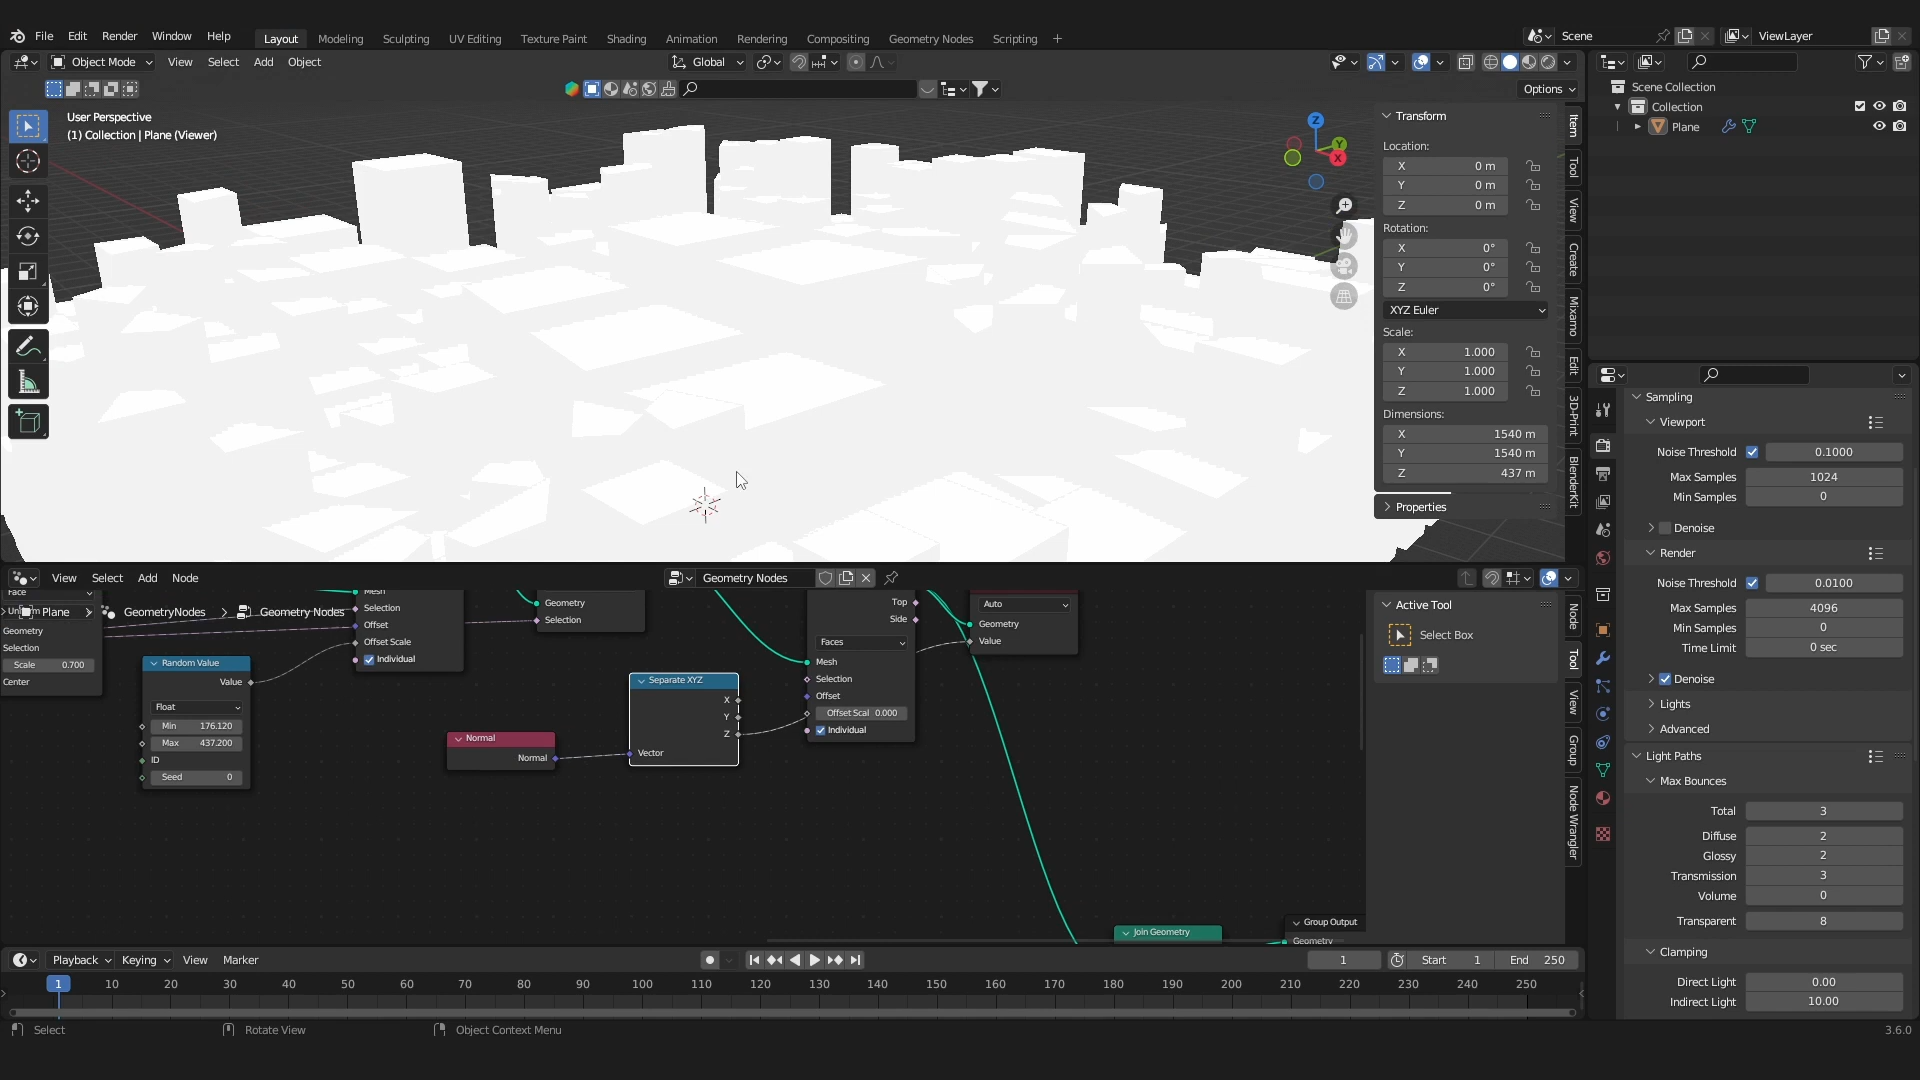 File Edit Render Window Help Layout Modeling Sculpting UV Editing Texture Paint Shading Animation Rendering Compositing Geometry Nodes Scripting + Scene ViewLayer
Object Mode View Select Add Object Global
Options
User Perspective
(1) Collection | Plane (Viewer)
Z
Y
X
Transform
Location:
X 0 m
Y 0 m
Z 0 m
Rotation:
X 0°
Y 0°
Z 0°
XYZ Euler
Scale:
X 1.000
Y 1.000
Z 1.000
Dimensions:
X 1540 m
Y 1540 m
Z 437 m
Properties
Item
Tool
View
Create
Mixamo
Edit
3D-Print
BlenderKit
Scene Collection
Collection
Plane
Sampling
Viewport
Noise Threshold 0.1000
Max Samples 1024
Min Samples 0
Denoise
Render
Noise Threshold 0.0100
Max Samples 4096
Min Samples 0
Time Limit 0 sec
Denoise
Lights
Advanced
Light Paths
Max Bounces
Total 3
Diffuse 2
Glossy 2
Transmission 3
Volume 0
Transparent 8
Clamping
Direct Light 0.00
Indirect Light 10.00
View Select Add Node Geometry Nodes
Plane > GeometryNodes > Geometry Nodes
Face
Geometry
Selection
Scale 0.700
Center
Random Value
Value
Float
Min 176.120
Max 437.200
ID
Seed 0
Mesh
Selection
Offset
Offset Scale
Individual
Geometry
Selection
Normal
Normal
Separate XYZ
X
Y
Z
Vector
Top
Side
Faces
Mesh
Selection
Offset
Offset Scal 0.000
Individual
Auto
Geometry
Value
Join Geometry
Group Output
Geometry
Active Tool
Select Box
Node
Tool
View
Group
Node Wrangler
Playback Keying View Marker 1 Start 1 End 250
1 10 20 30 40 50 60 70 80 90 100 110 120 130 140 150 160 170 180 190 200 210 220 230 240 250
Select Rotate View Object Context Menu 3.6.0